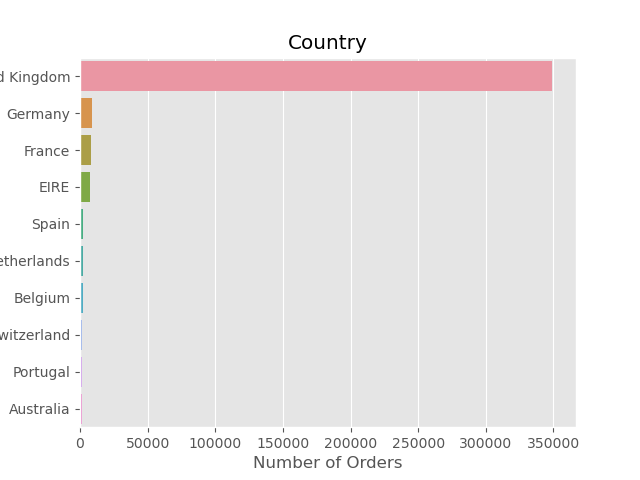 Country
d Kingdom
Germany
France
EIRE
Spain
etherlands
Belgium
witzerland
Portugal
Australia
0 50000 100000 150000 200000 250000 300000 350000
Number of Orders